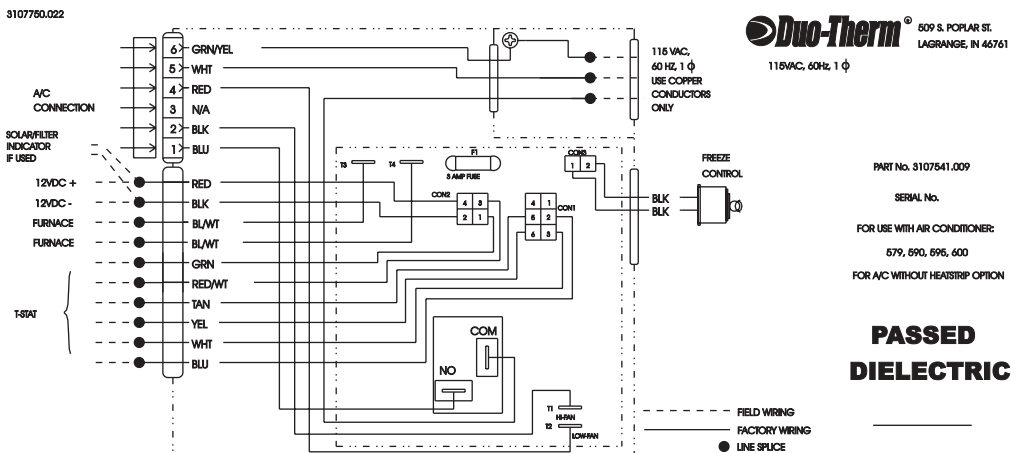 3107750.022
Duo-Therm®
509 S. POPLAR ST.
LAGRANGE, IN 46761
115VAC, 60Hz, 1 ϕ
6 GRN/YEL
5 WHT
4 RED
3 N/A
2 BLK
1 BLU
A/C
CONNECTION
115 VAC,
60 HZ, 1 ϕ
USE COPPER
CONDUCTORS
ONLY
SOLAR/FILTER
INDICATOR
IF USED
12VDC +
12VDC -
FURNACE
FURNACE
T-STAT
RED
BLK
BL/WT
BL/WT
GRN
RED/WT
TAN
YEL
WHT
BLU
T3
T4
F1
3 AMP FUSE
CON3
1 2
CON2
4 3
2 1
CON1
4 1
5 2
6 3
COM
NO
T1
HI-FAN
T2
LOW-FAN
BLK
BLK
FREEZE
CONTROL
PART No. 3107541.009
SERIAL No.
FOR USE WITH AIR CONDITIONER:
579, 590, 595, 600
FOR A/C WITHOUT HEATSTRIP OPTION
PASSED
DIELECTRIC
FIELD WIRING
FACTORY WIRING
LINE SPLICE